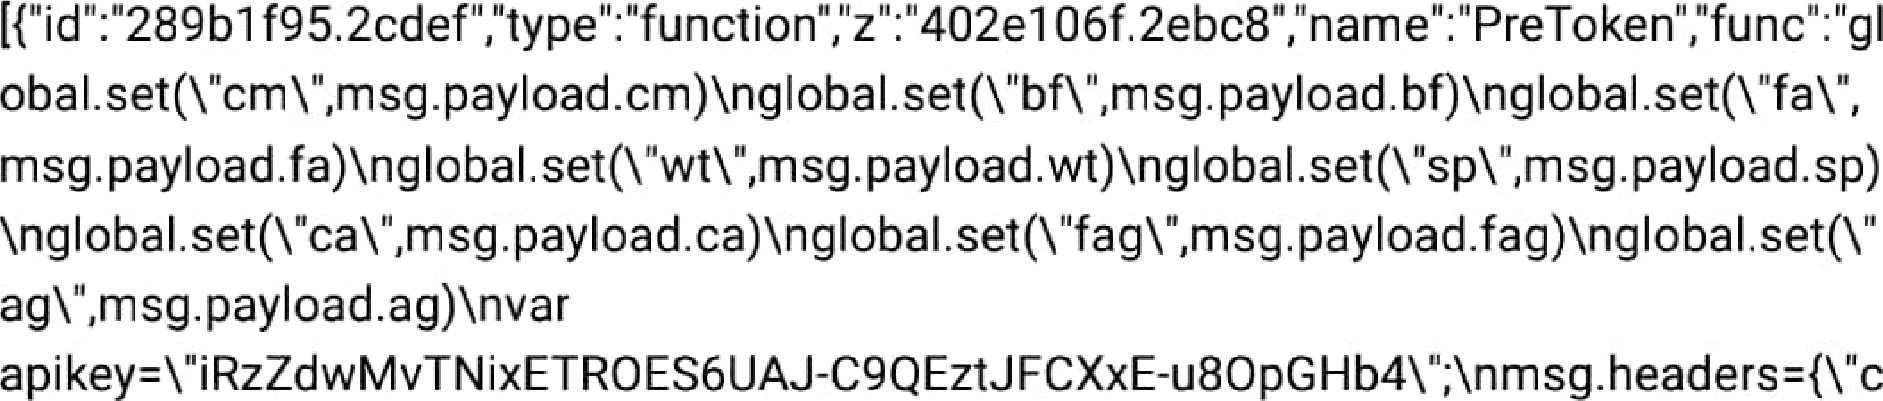 [{"id":"289b1f95.2cdef","type":"function","z":"402e106f.2ebc8","name":"PreToken","func":"gl
obal.set(\"cm\",msg.payload.cm)\nglobal.set(\"bf\",msg.payload.bf)\nglobal.set(\"fa\",
msg.payload.fa)\nglobal.set(\"wt\",msg.payload.wt)\nglobal.set(\"sp\",msg.payload.sp)
\nglobal.set(\"ca\",msg.payload.ca)\nglobal.set(\"fag\",msg.payload.fag)\nglobal.set(\"
ag\",msg.payload.ag)\nvar
apikey=\"iRzZdwMvTNixETROES6UAJ-C9QEztJFCXxE-u8OpGHb4\";\nmsg.headers={\"c